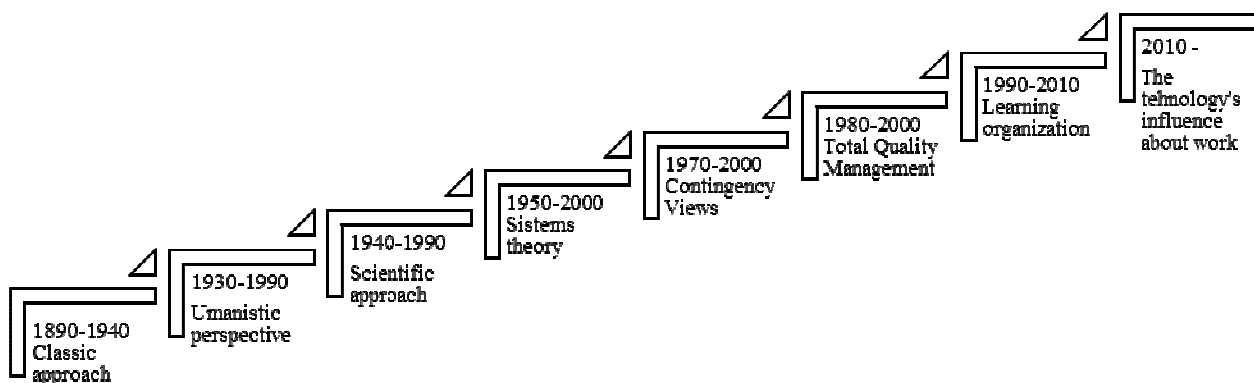 1890-1940
Classic
approach
1930-1990
Umanistic
perspective
1940-1990
Scientific
approach
1950-2000
Sistems
theory
1970-2000
Contingency
Views
1980-2000
Total Quality
Management
1990-2010
Learning
organization
2010 -
The
tehnology's
influence
about work